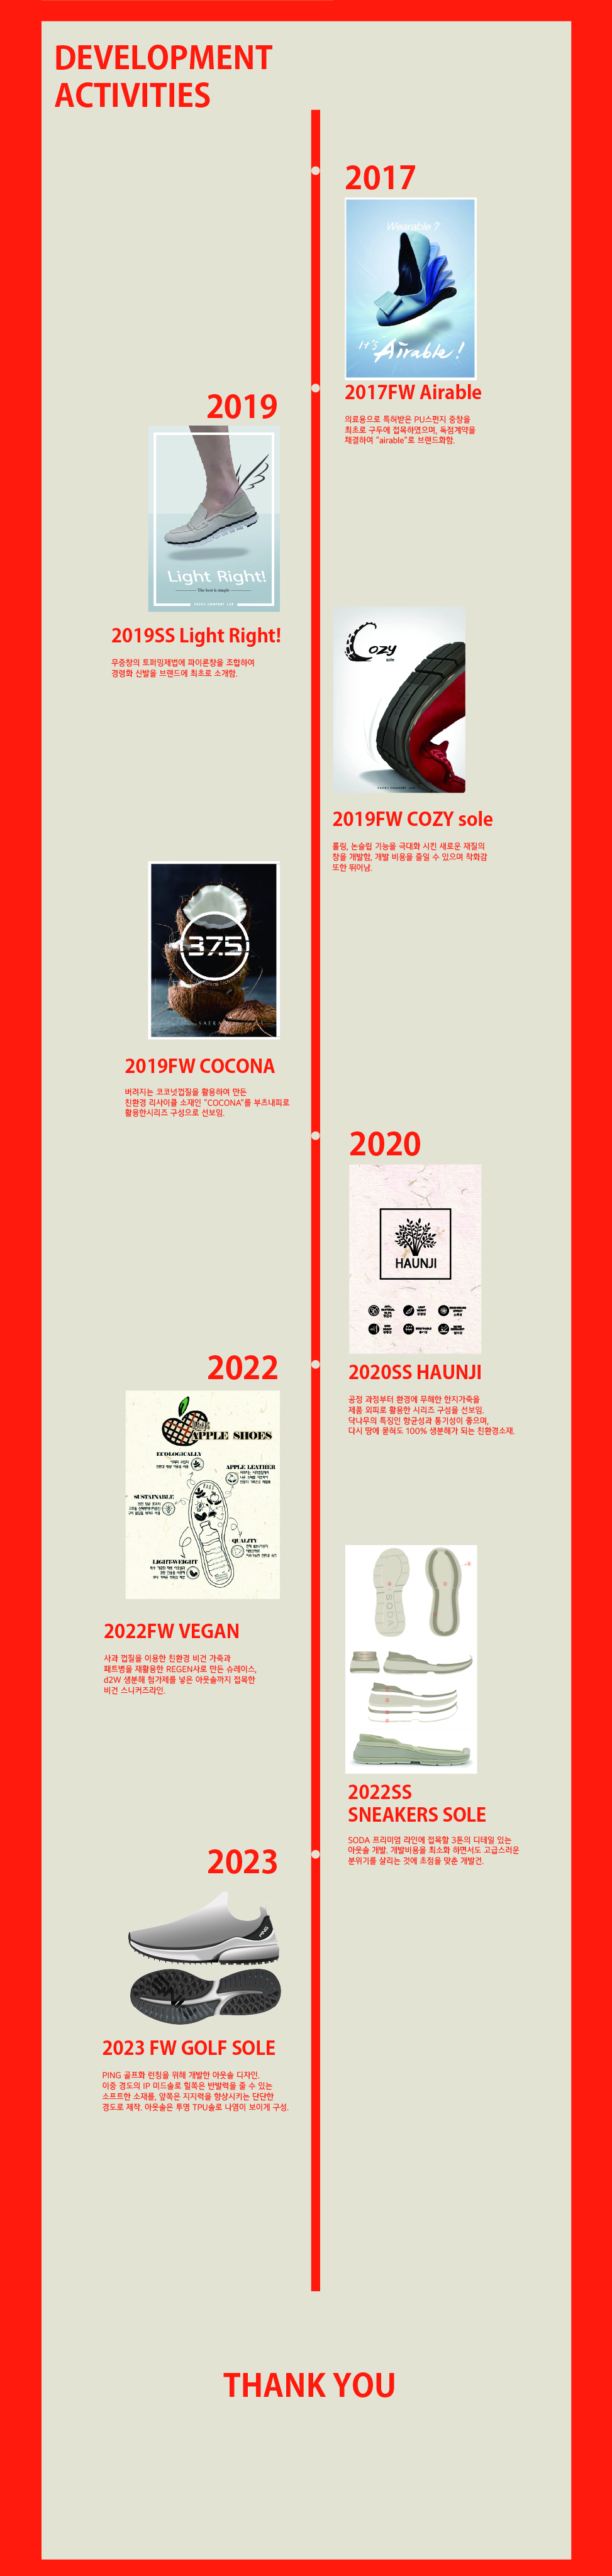 DEVELOPMENT
ACTIVITIES
2017
Wearable ?
It's Airable !
2017FW Airable
의료용으로 특허받은 PU스펀지 중창을
최초로 구두에 접목하였으며, 독점계약을
체결하여 "airable"로 브랜드화함.
2019
Light Right!
The best is simple
2019SS Light Right!
무중창의 토퍼밍제법에 파이론창을 조합하여
경령화 신발을 브랜드에 최초로 소개함.
Cozy
sole
2019FW COZY sole
롤링, 논슬립 기능을 극대화 시킨 새로운 재질의
창을 개발함, 개발 비용을 줄일 수 있으며 착화감
또한 뛰어남.
37.5
2019FW COCONA
버려지는 코코넛껍질을 활용하여 만든
친환경 리사이클 소재인 "COCONA"를 부츠내피로
활용한시리즈 구성으로 선보임.
2020
HAUNJI
2020SS HAUNJI
공정 과정부터 환경에 무해한 한지가죽을
제품 외피로 활용한 시리즈 구성을 선보임.
닥나무의 특징인 항균성과 통기성이 좋으며,
다시 땅에 묻혀도 100% 생분해가 되는 친환경소재.
2022
APPLE SHOES
ECOLOGICALLY
APPLE LEATHER
SUSTAINABLE
QUALITY
LIGHTWEIGHT
2022FW VEGAN
사과 껍질을 이용한 친환경 비건 가죽과
패트병을 재활용한 REGEN사로 만든 슈레이스,
d2W 생분해 첨가제를 넣은 아웃솔까지 접목한
비건 스니커즈라인.
SODA
2022SS
SNEAKERS SOLE
SODA 프리미엄 라인에 접목할 3톤의 디테일 있는
아웃솔 개발. 개발비용을 최소화 하면서도 고급스러운
분위기를 살리는 것에 초점을 맞춘 개발건.
2023
PING
2023 FW GOLF SOLE
PING 골프화 런칭을 위해 개발한 아웃솔 디자인.
이중 경도의 IP 미드솔로 힐쪽은 반발력을 줄 수 있는
소프트한 소재를, 앞쪽은 지지력을 향상시키는 단단한
경도로 제작. 아웃솔은 투명 TPU솔로 나염이 보이게 구성.
THANK YOU